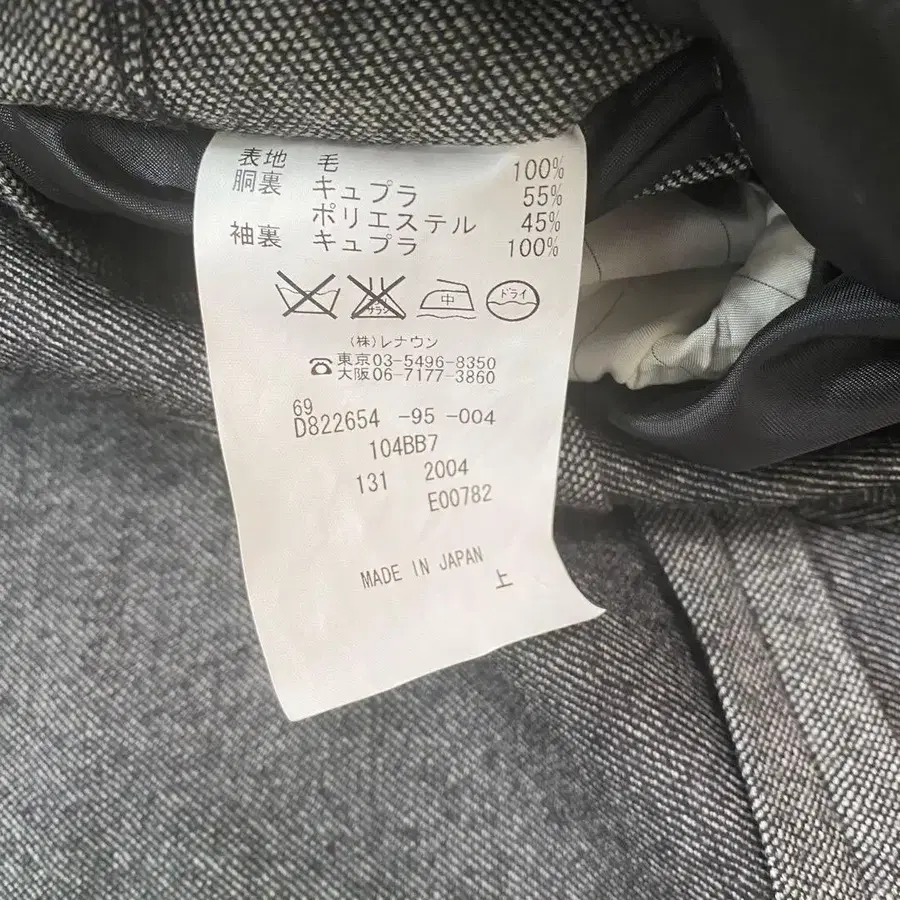 表地 毛 100%
胴裏 キュプラ 55%
ポリエステル 45%
袖裏 キュプラ 100%
サラシ 中 ドライ
(株)レナウン
☎東京03-5496-8350
大阪06-7177-3860
69
D822654 -95 -004
104BB7
131 2004
E00782
MADE IN JAPAN
上